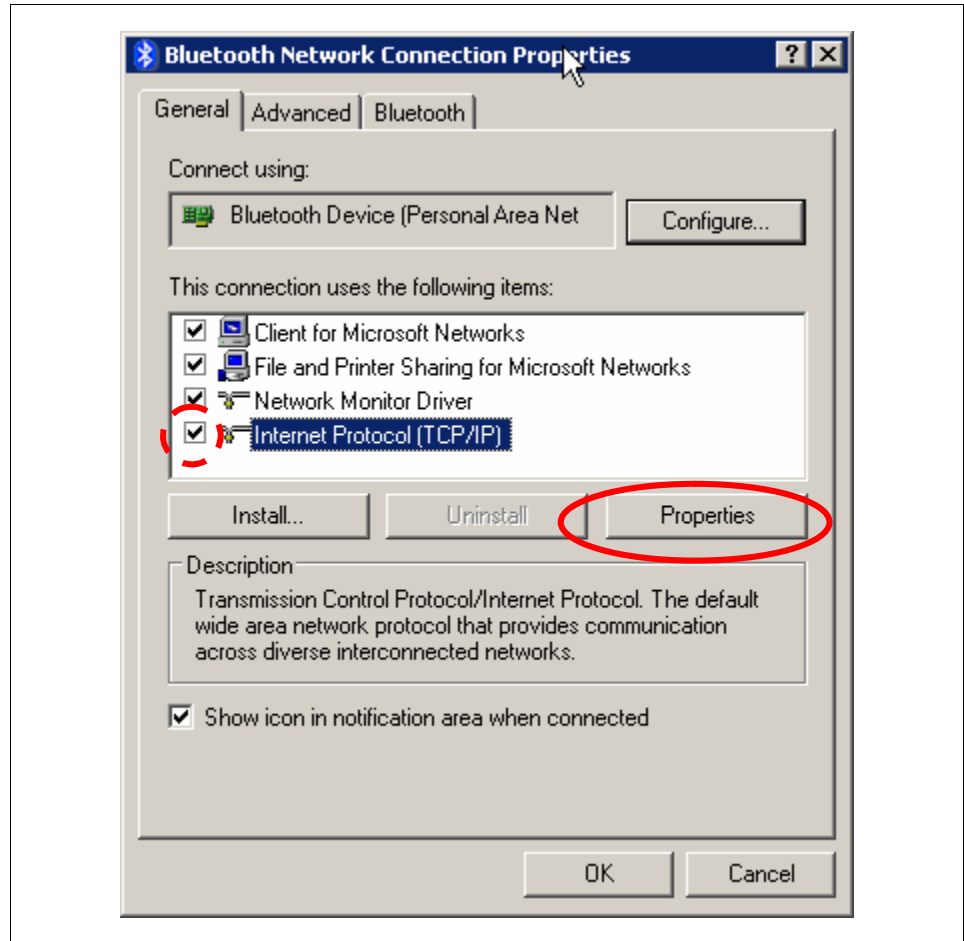 Bluetooth Network Connection Properties
General Advanced Bluetooth
Connect using:
Bluetooth Device (Personal Area Net
Configure...
This connection uses the following items:
Client for Microsoft Networks
File and Printer Sharing for Microsoft Networks
Network Monitor Driver
Internet Protocol (TCP/IP)
Install... Uninstall Properties
Description
Transmission Control Protocol/Internet Protocol. The default
wide area network protocol that provides communication
across diverse interconnected networks.
Show icon in notification area when connected
OK Cancel